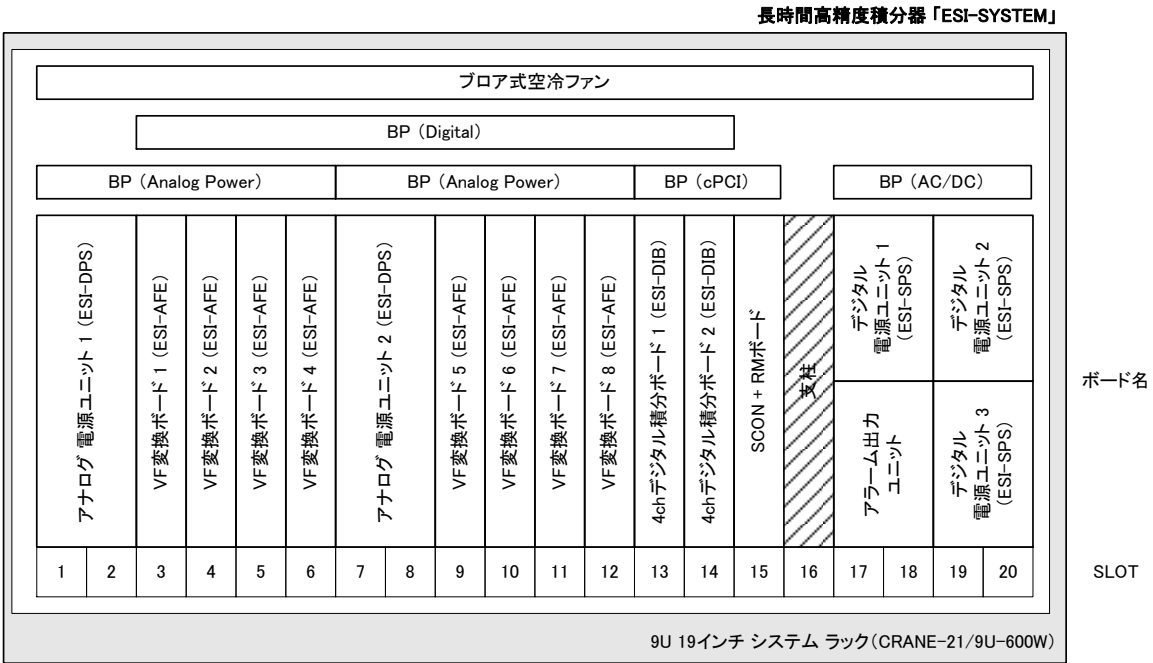 長時間高精度積分器「ESI-SYSTEM」
ブロア式空冷ファン
BP (Digital)
BP (Analog Power)
BP (Analog Power)
BP (cPCI)
BP (AC/DC)
アナログ 電源ユニット 1 (ESI-DPS)
VF変換ボード 1 (ESI-AFE)
VF変換ボード 2 (ESI-AFE)
VF変換ボード 3 (ESI-AFE)
VF変換ボード 4 (ESI-AFE)
アナログ 電源ユニット 2 (ESI-DPS)
VF変換ボード 5 (ESI-AFE)
VF変換ボード 6 (ESI-AFE)
VF変換ボード 7 (ESI-AFE)
VF変換ボード 8 (ESI-AFE)
4chデジタル積分ボード 1 (ESI-DIB)
4chデジタル積分ボード 2 (ESI-DIB)
SCON + RMボード
支柱
デジタル
電源ユニット 1
(ESI-SPS)
デジタル
電源ユニット 2
(ESI-SPS)
アラーム出力
ユニット
デジタル
電源ユニット 3
(ESI-SPS)
ボード名
1 2 3 4 5 6 7 8 9 10 11 12 13 14 15 16 17 18 19 20 SLOT
9U 19インチ システム ラック(CRANE-21/9U-600W)